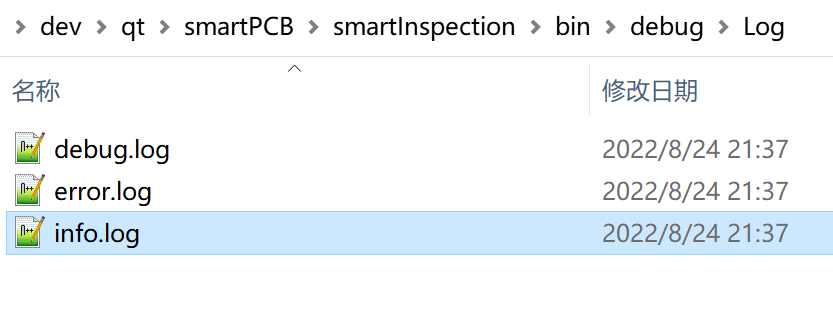 dev qt smartPCB smartInspection bin debug Log
名称 修改日期
debug.log 2022/8/24 21:37
error.log 2022/8/24 21:37
info.log 2022/8/24 21:37